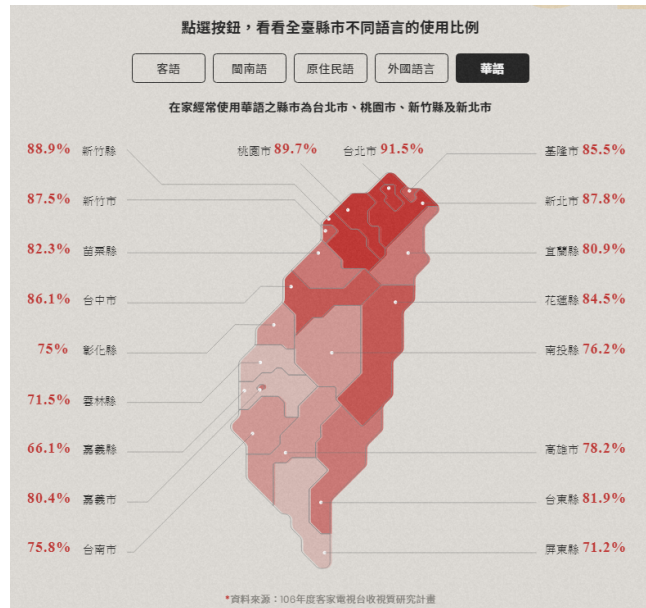 點選按鈕，看看全臺縣市不同語言的使用比例
客語 閩南語 原住民語 外國語言 華語
在家經常使用華語之縣市為台北市、桃園市、新竹縣及新北市
88.9% 新竹縣 桃園市 89.7% 台北市 91.5% 基隆市 85.5%
87.5% 新竹市 新北市 87.8%
82.3% 苗栗縣 宜蘭縣 80.9%
86.1% 台中市 花蓮縣 84.5%
75% 彰化縣 南投縣 76.2%
71.5% 雲林縣
66.1% 嘉義縣 高雄市 78.2%
80.4% 嘉義市 台東縣 81.9%
75.8% 台南市 屏東縣 71.2%
*資料來源：106年度客家電視台收視質研究計畫